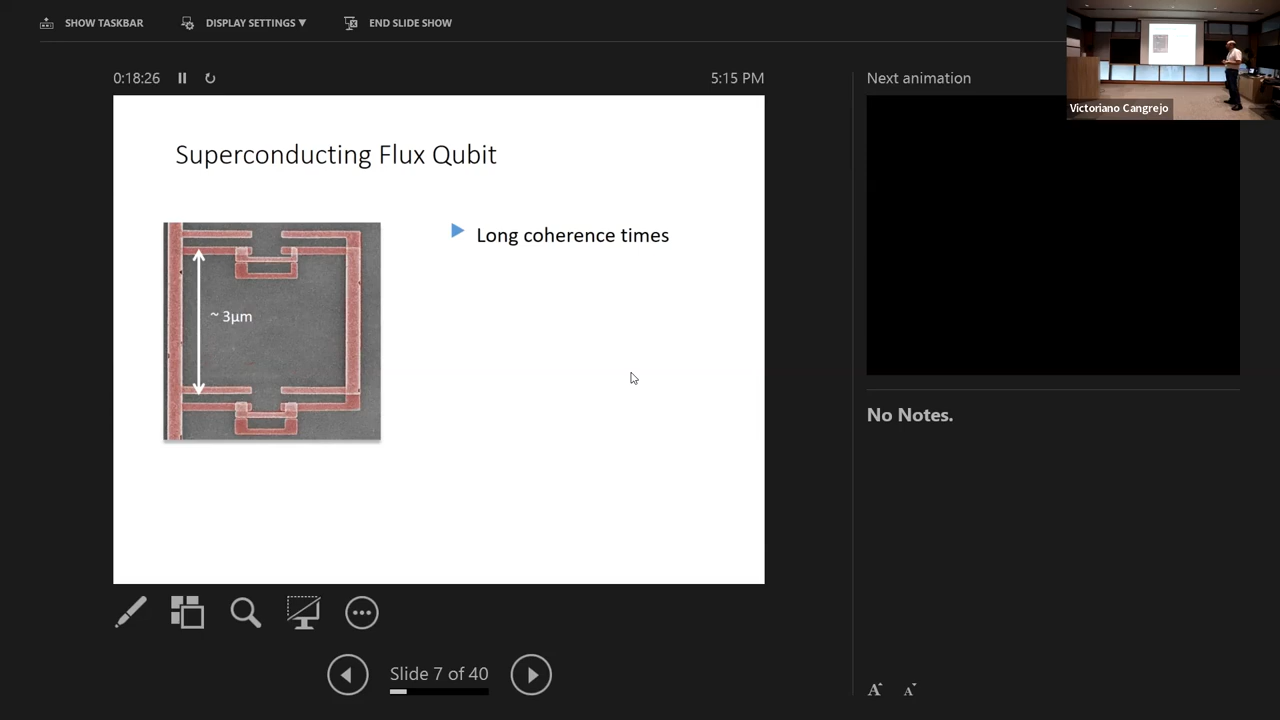 SHOW TASKBAR
DISPLAY SETTINGS ▼
END SLIDE SHOW
0:18:26
5:15 PM
Next animation
Victoriano Cangrejo
Superconducting Flux Qubit
Long coherence times
~ 3μm
No Notes.
Slide 7 of 40
A A